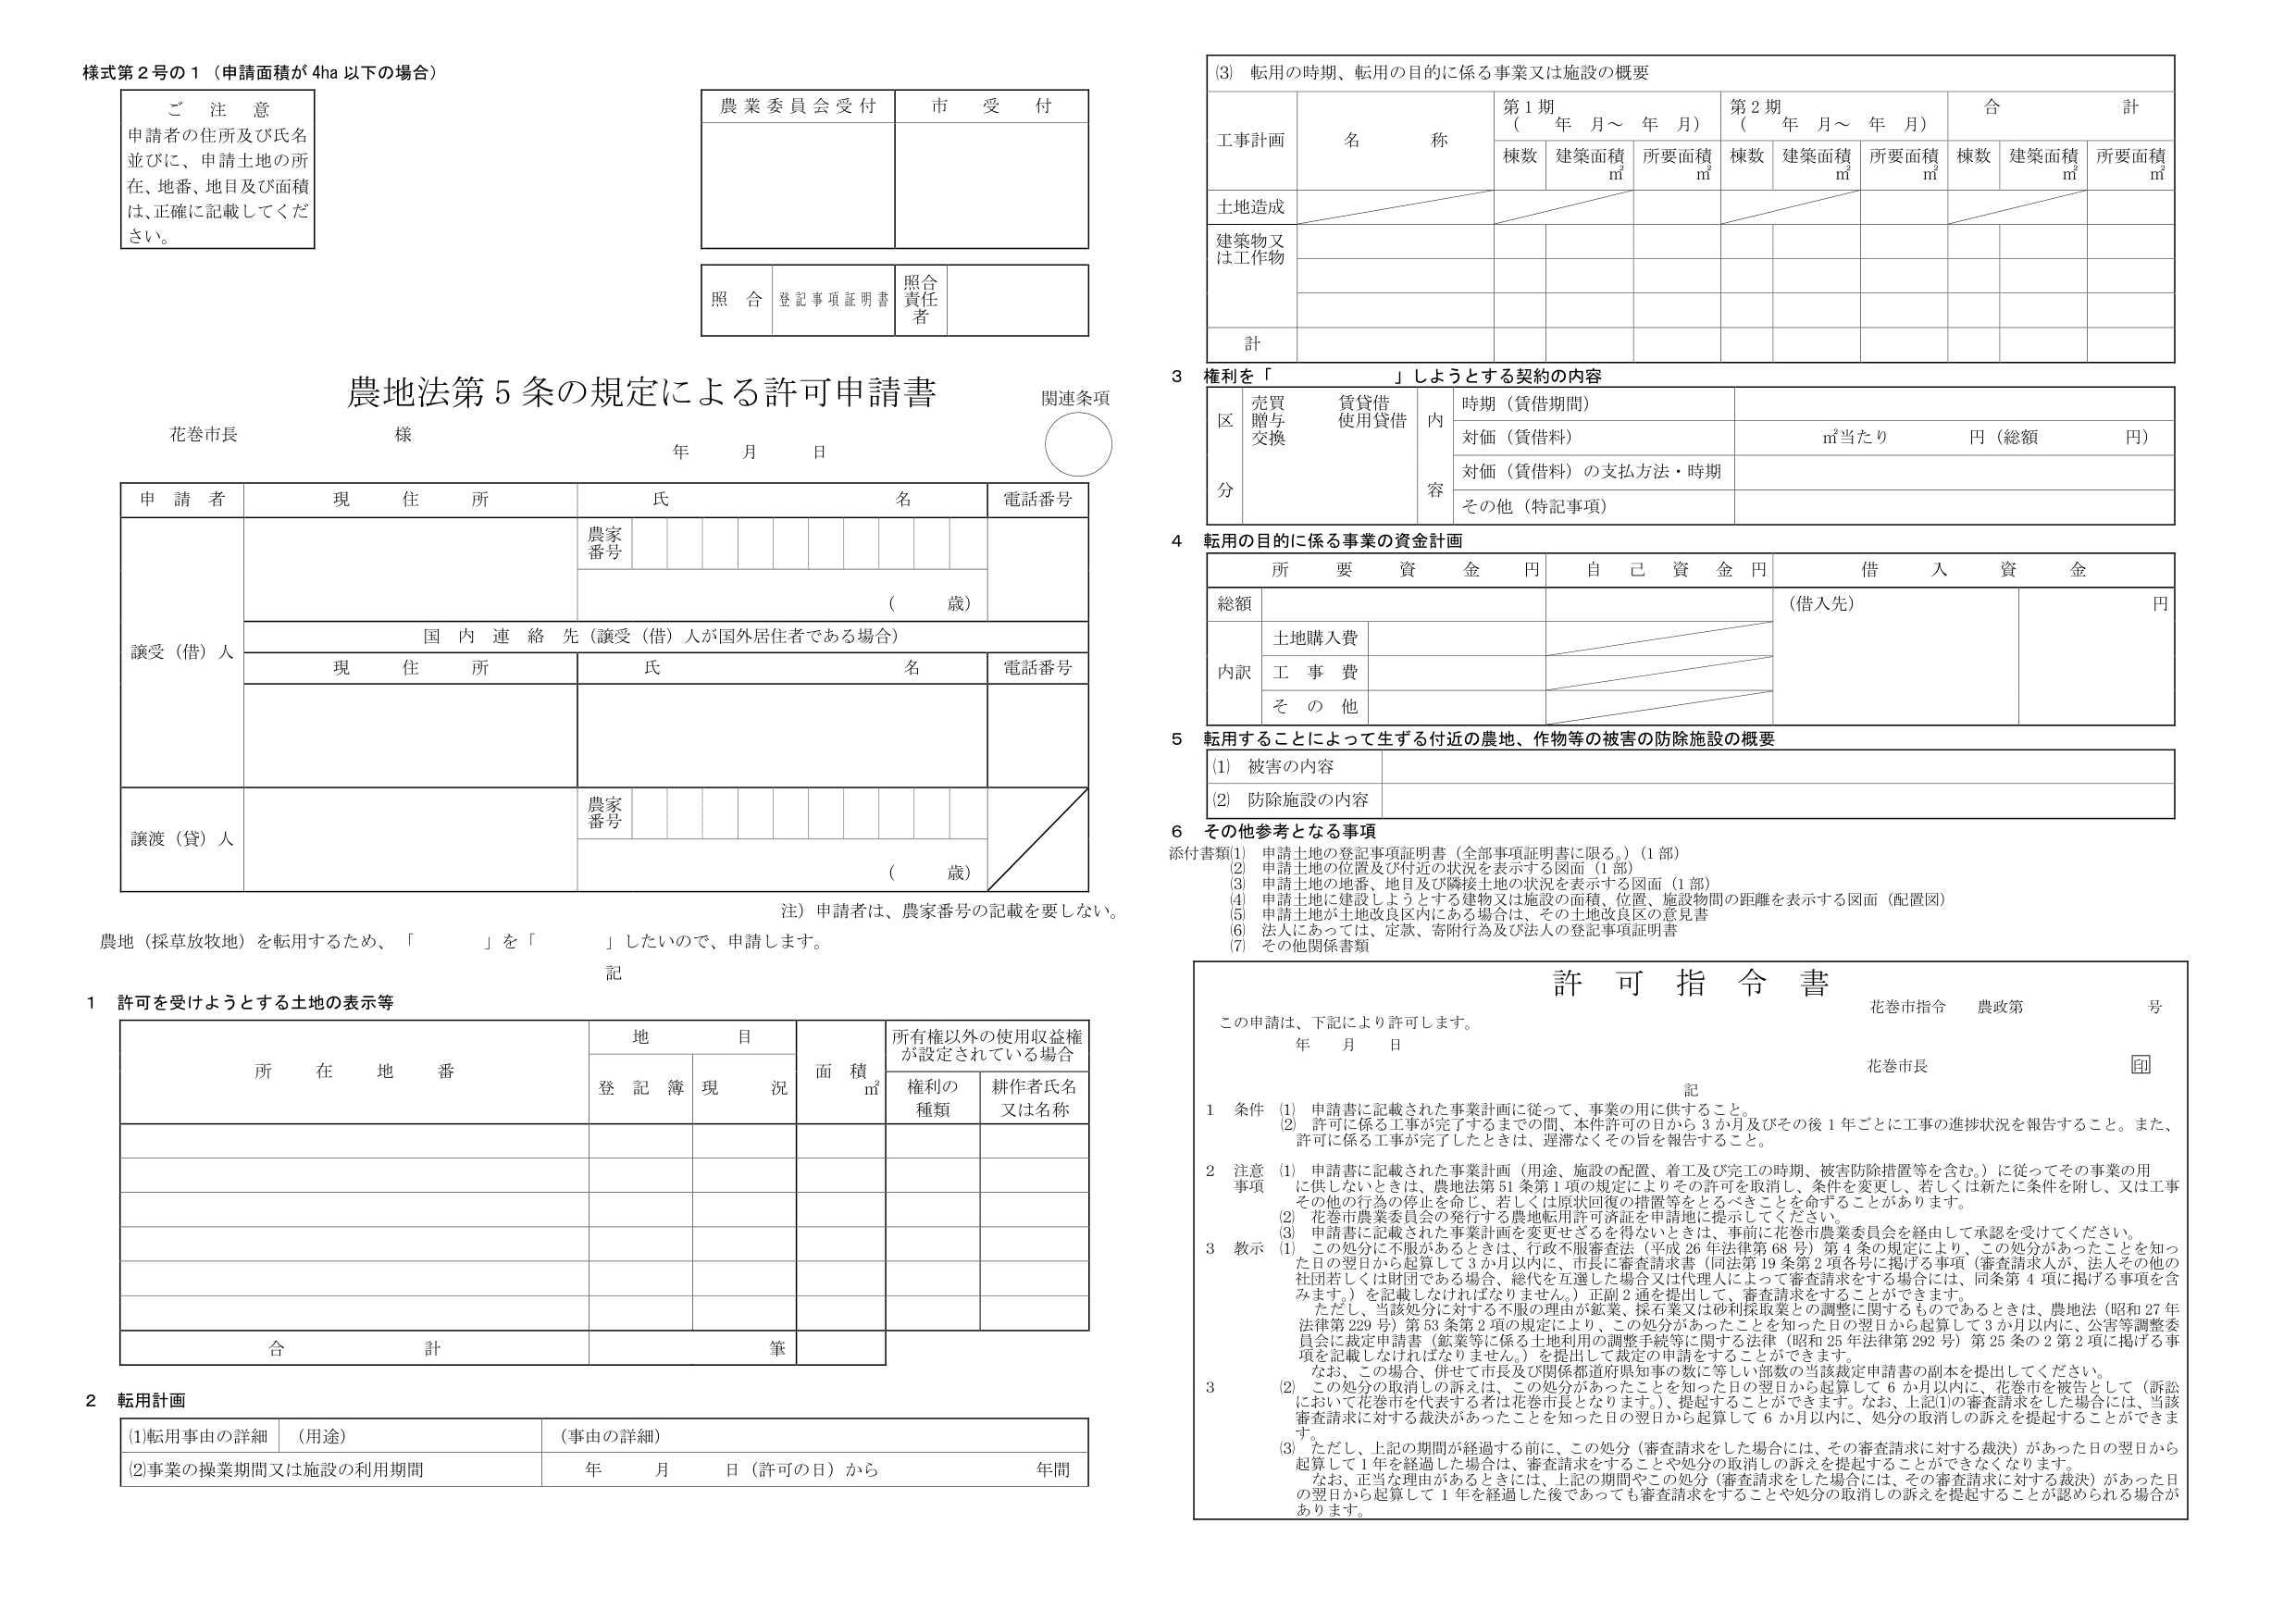 様式第２号の１（申請面積が 4ha 以下の場合）
ご　注　意
申請者の住所及び氏名
並びに、申請土地の所
在、地番、地目及び面積
は、正確に記載してくだ
さい。
農業委員会受付　市　受　付
照　合　登記事項証明書　照合責任者
農地法第５条の規定による許可申請書
関連条項
花巻市長　　　　様
年　　月　　日
申　請　者　現　住　所　氏　名　電話番号
譲受（借）人
農家番号
（　　歳）
国　内　連　絡　先（譲受（借）人が国外居住者である場合）
現　住　所　氏　名　電話番号
譲渡（貸）人
農家番号
（　　歳）
注）申請者は、農家番号の記載を要しない。
農地（採草放牧地）を転用するため、「　　　　」を「　　　　」したいので、申請します。
記
１　許可を受けようとする土地の表示等
所　在　地　番　地　目　面　積　㎡　所有権以外の使用収益権が設定されている場合
登　記　簿　現　況　権利の種類　耕作者氏名又は名称
合　計　筆
２　転用計画
⑴転用事由の詳細　（用途）　（事由の詳細）
⑵事業の操業期間又は施設の利用期間　年　　月　　日（許可の日）から　　年間
⑶　転用の時期、転用の目的に係る事業又は施設の概要
工事計画　名　称　第１期（　年　月～　年　月）　第２期（　年　月～　年　月）　合　計
棟数　建築面積㎡　所要面積㎡　棟数　建築面積㎡　所要面積㎡　棟数　建築面積㎡　所要面積㎡
土地造成
建築物又は工作物
計
３　権利を「　　　　　」しようとする契約の内容
区分　売買　贈与　交換　賃貸借　使用貸借　内容
時期（賃借期間）
対価（賃借料）　㎡当たり　　円（総額　　円）
対価（賃借料）の支払方法・時期
その他（特記事項）
４　転用の目的に係る事業の資金計画
所　要　資　金　円　自　己　資　金　円　借　入　資　金
総額　（借入先）　円
内訳　土地購入費
工　事　費
そ　の　他
５　転用することによって生ずる付近の農地、作物等の被害の防除施設の概要
⑴　被害の内容
⑵　防除施設の内容
６　その他参考となる事項
添付書類⑴　申請土地の登記事項証明書（全部事項証明書に限る。）（１部）
⑵　申請土地の位置及び付近の状況を表示する図面（１部）
⑶　申請土地の地番、地目及び隣接土地の状況を表示する図面（１部）
⑷　申請土地に建設しようとする建物又は施設の面積、位置、施設物間の距離を表示する図面（配置図）
⑸　申請土地が土地改良区内にある場合は、その土地改良区の意見書
⑹　法人にあっては、定款、寄附行為及び法人の登記事項証明書
⑺　その他関係書類
許　可　指　令　書
花巻市指令　農政第　　　号
この申請は、下記により許可します。
年　　月　　日
花巻市長　　　印
記
１　条件　⑴　申請書に記載された事業計画に従って、事業の用に供すること。
⑵　許可に係る工事が完了するまでの間、本件許可の日から３か月及びその後１年ごとに工事の進捗状況を報告すること。また、
許可に係る工事が完了したときは、遅滞なくその旨を報告すること。
２　注意事項　⑴　申請書に記載された事業計画（用途、施設の配置、着工及び完工の時期、被害防除措置等を含む。）に従ってその事業の用
に供しないときは、農地法第 51 条第１項の規定によりその許可を取消し、条件を変更し、若しくは新たに条件を附し、又は工事
その他の行為の停止を命じ、若しくは原状回復の措置等をとるべきことを命ずることがあります。
⑵　花巻市農業委員会の発行する農地転用許可済証を申請地に提示してください。
⑶　申請書に記載された事業計画を変更せざるを得ないときは、事前に花巻市農業委員会を経由して承認を受けてください。
３　教示　⑴　この処分に不服があるときは、行政不服審査法（平成 26 年法律第 68 号）第４条の規定により、この処分があったことを知っ
た日の翌日から起算して３か月以内に、市長に審査請求書（同法第 19 条第２項各号に掲げる事項（審査請求人が、法人その他の
社団若しくは財団である場合、総代を互選した場合又は代理人によって審査請求をする場合には、同条第 4 項に掲げる事項を含
みます。）を記載しなければなりません。）正副２通を提出して、審査請求をすることができます。
ただし、当該処分に対する不服の理由が鉱業、採石業又は砂利採取業との調整に関するものであるときは、農地法（昭和 27 年
法律第 229 号）第 53 条第２項の規定により、この処分があったことを知った日の翌日から起算して３か月以内に、公害等調整委
員会に裁定申請書（鉱業等に係る土地利用の調整手続等に関する法律（昭和 25 年法律第 292 号）第 25 条の２第２項に掲げる事
項を記載しなければなりません。）を提出して裁定の申請をすることができます。
なお、この場合、併せて市長及び関係都道府県知事の数に等しい部数の当該裁定申請書の副本を提出してください。
３　⑵　この処分の取消しの訴えは、この処分があったことを知った日の翌日から起算して 6 か月以内に、花巻市を被告として（訴訟
において花巻市を代表する者は花巻市長となります。）、提起することができます。なお、上記⑴の審査請求をした場合には、当該
審査請求に対する裁決があったことを知った日の翌日から起算して 6 か月以内に、処分の取消しの訴えを提起することができま
す。
⑶　ただし、上記の期間が経過する前に、この処分（審査請求をした場合には、その審査請求に対する裁決）があった日の翌日から
起算して１年を経過した場合は、審査請求をすることや処分の取消しの訴えを提起することができなくなります。
なお、正当な理由があるときには、上記の期間やこの処分（審査請求をした場合には、その審査請求に対する裁決）があった日
の翌日から起算して 1 年を経過した後であっても審査請求をすることや処分の取消しの訴えを提起することが認められる場合が
あります。